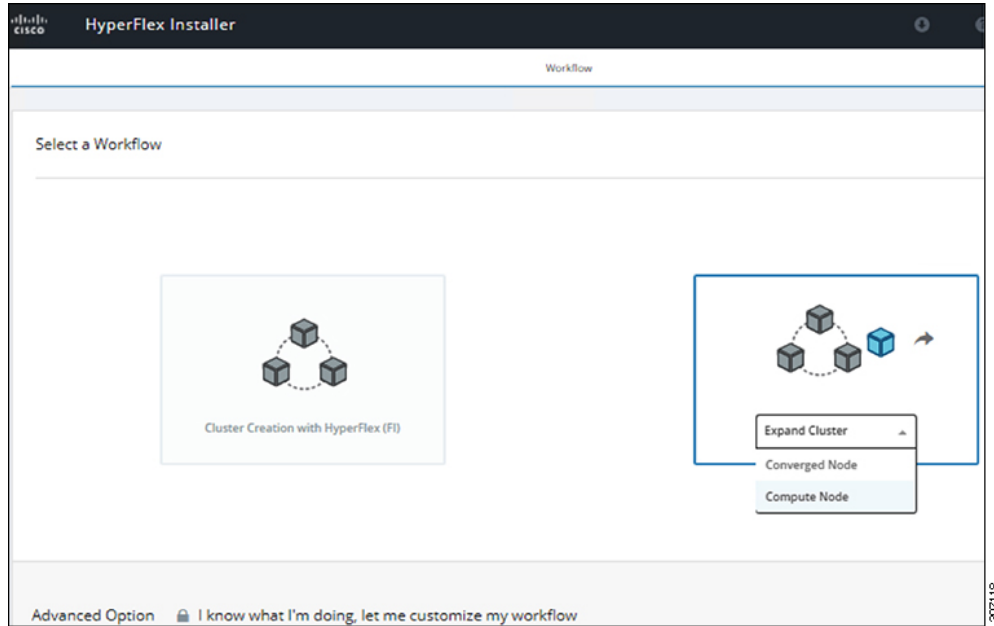 cisco HyperFlex Installer
Workflow
Select a Workflow
Cluster Creation with HyperFlex (FI)
Expand Cluster
Converged Node
Compute Node
Advanced Option I know what I'm doing, let me customize my workflow